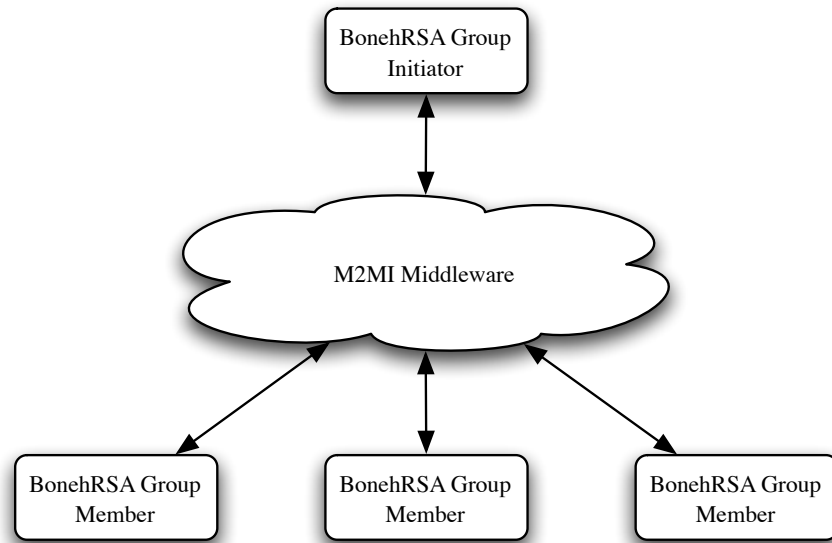 BonehRSA Group
Initiator
M2MI Middleware
BonehRSA Group
Member
BonehRSA Group
Member
BonehRSA Group
Member